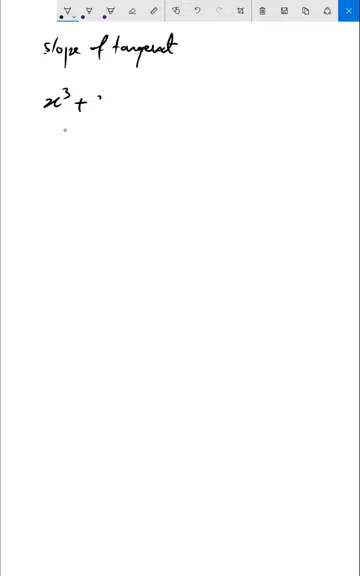 slope of tangent
x³ +